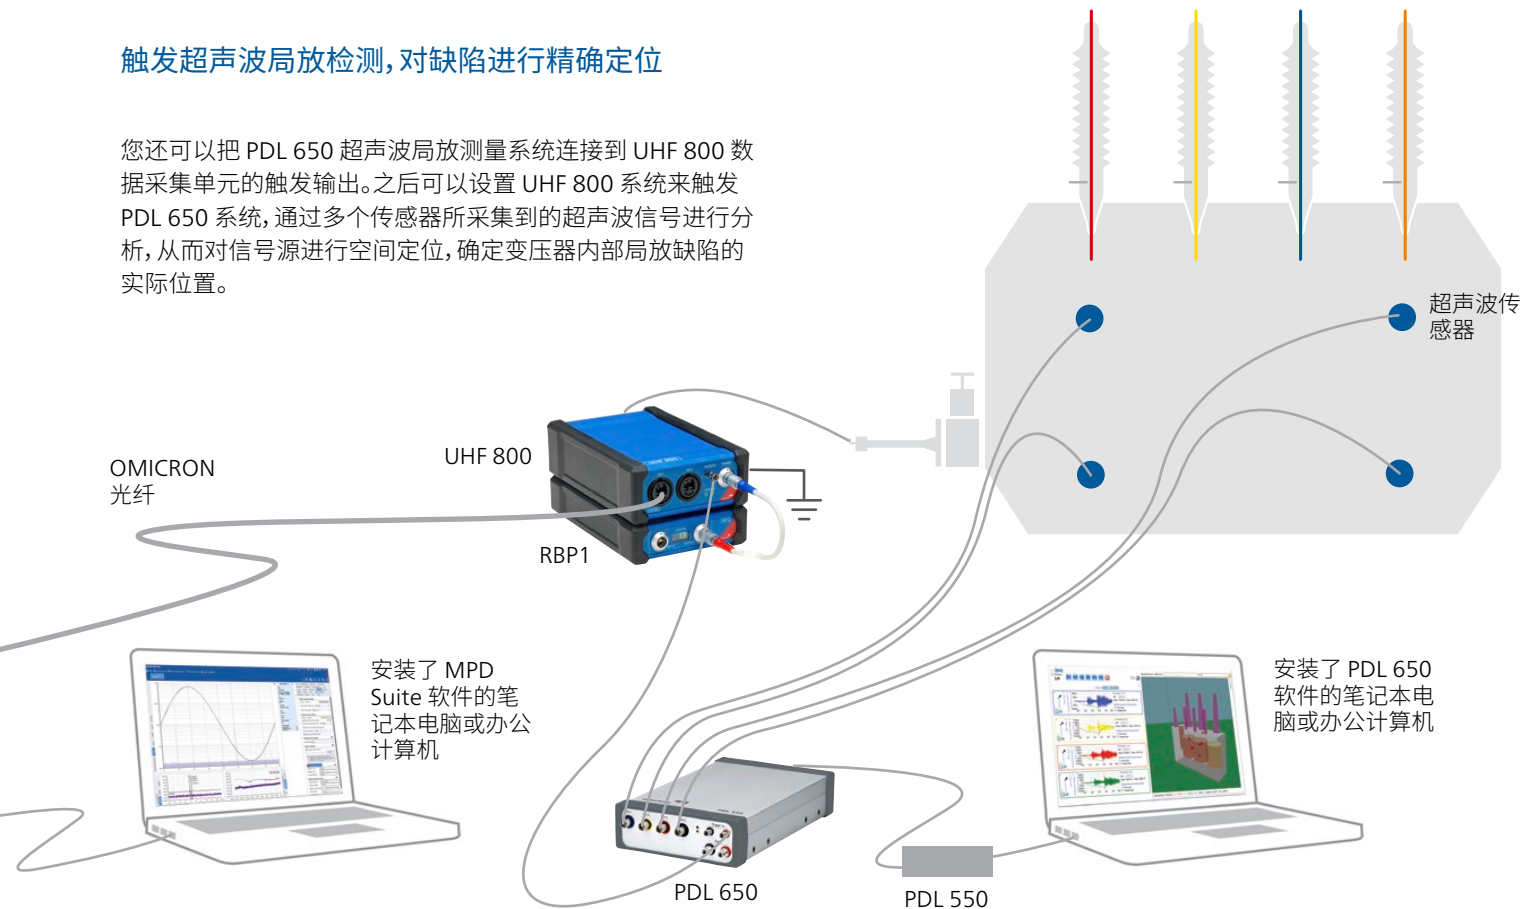 触发超声波局放检测，对缺陷进行精确定位
您还可以把 PDL 650 超声波局放测量系统连接到 UHF 800 数
据采集单元的触发输出。之后可以设置 UHF 800 系统来触发
PDL 650 系统，通过多个传感器所采集到的超声波信号进行分
析，从而对信号源进行空间定位，确定变压器内部局放缺陷的
实际位置。
超声波传
感器
UHF 800
OMICRON
光纤
RBP1
安装了 MPD
Suite 软件的笔
记本电脑或办公
计算机
安装了 PDL 650
软件的笔记本电
脑或办公计算机
PDL 650
PDL 550